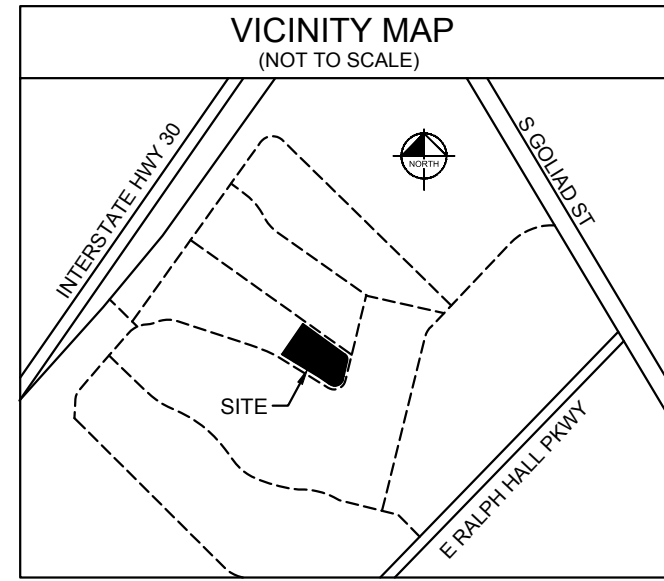 VICINITY MAP
(NOT TO SCALE)
INTERSTATE HWY 30
NORTH
S GOLIAD ST
SITE
E RALPH HALL PKWY